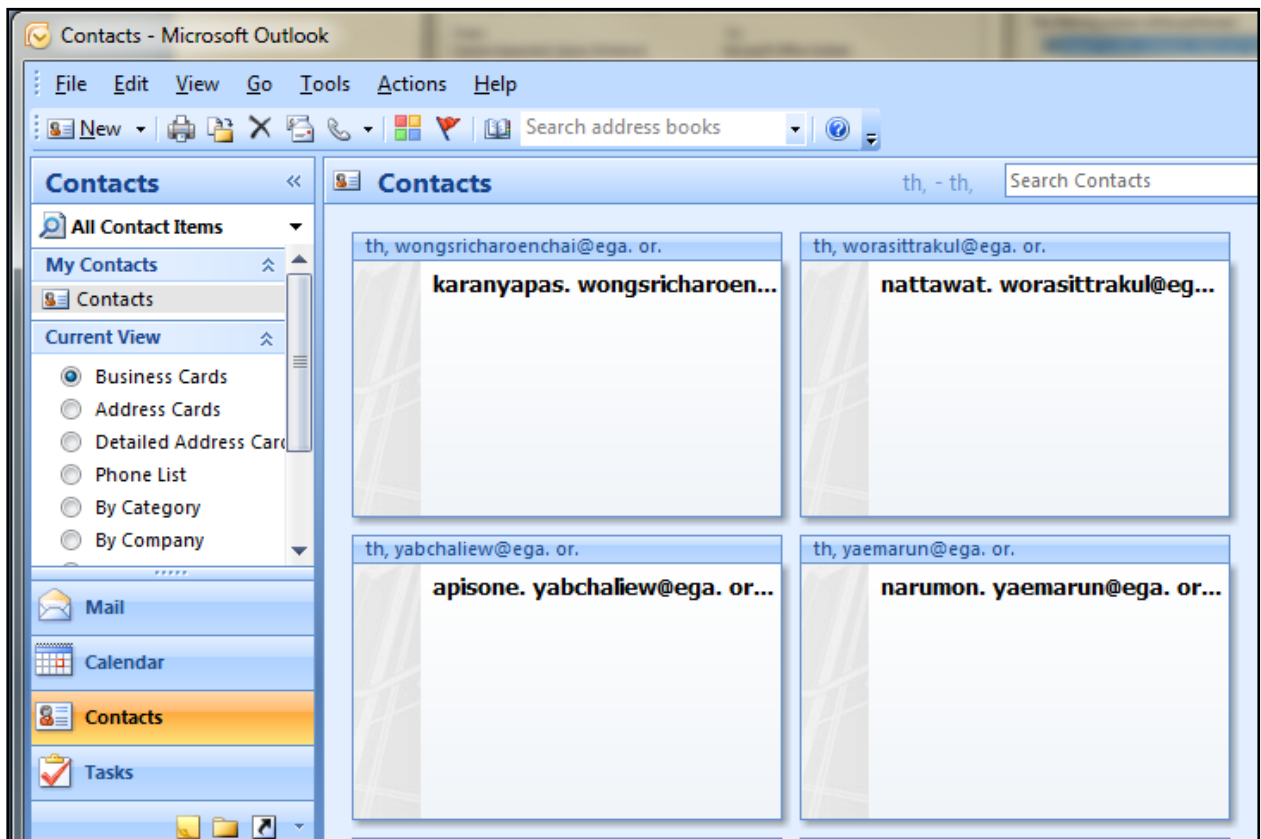 Contacts - Microsoft Outlook
File Edit View Go Tools Actions Help
New Search address books
Contacts
All Contact Items
My Contacts
Contacts
Current View
Business Cards
Address Cards
Detailed Address Card
Phone List
By Category
By Company
Mail
Calendar
Contacts
Tasks
Contacts th, - th, Search Contacts
th, wongsricharoenchai@ega. or.
karanyapas. wongsricharoen...
th, worasittrakul@ega. or.
nattawat. worasittrakul@eg...
th, yabchaliew@ega. or.
apisone. yabchaliew@ega. or...
th, yaemarun@ega. or.
narumon. yaemarun@ega. or...